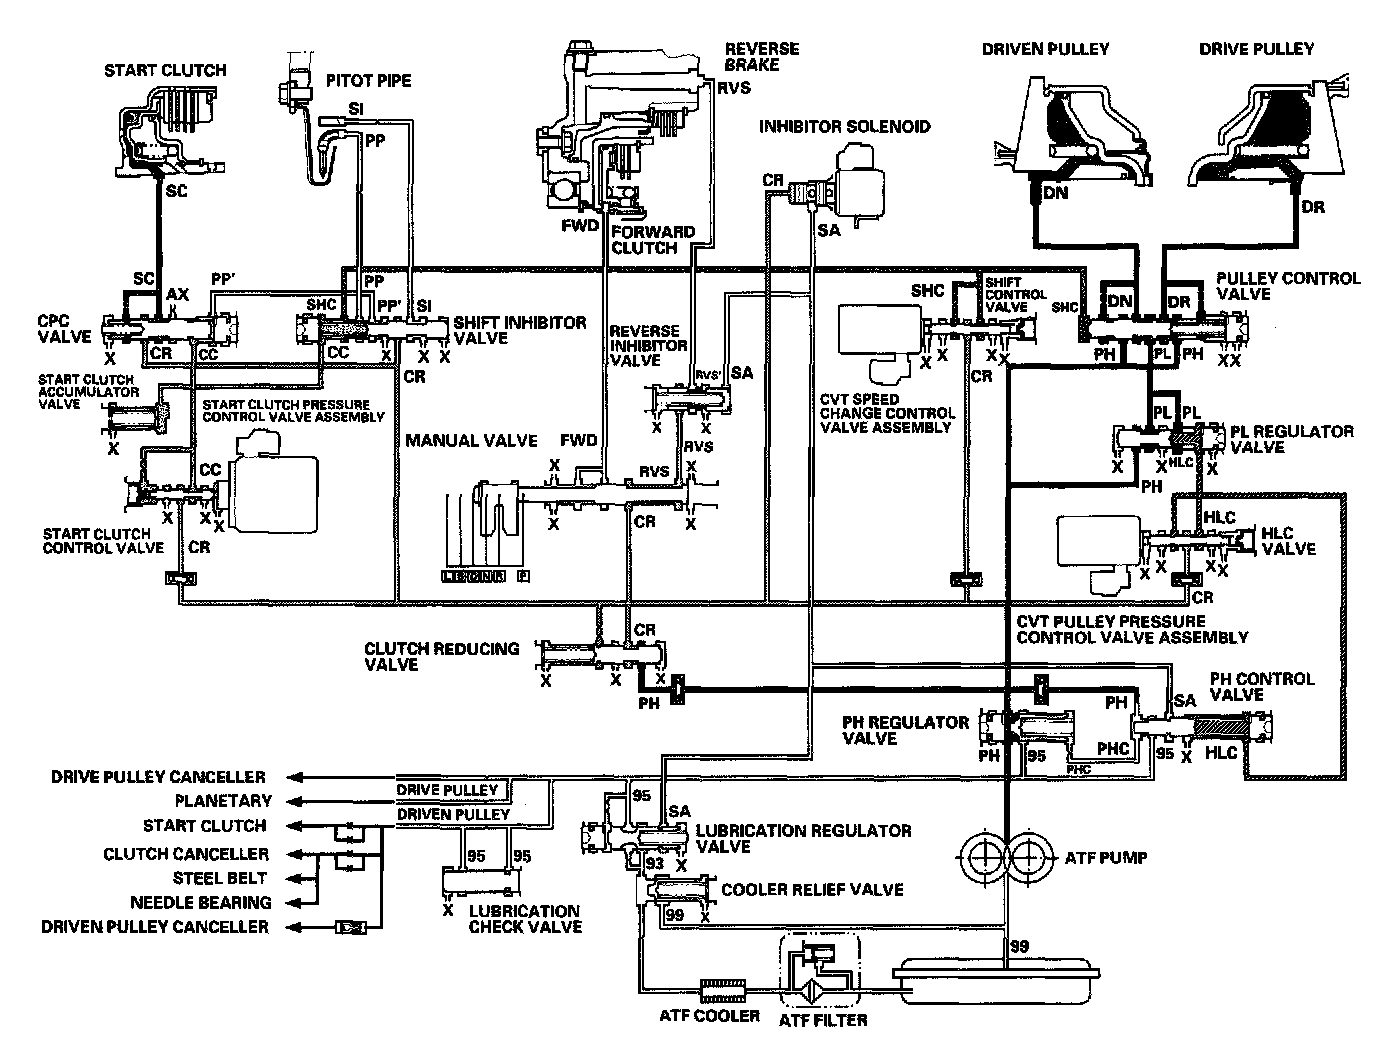 REVERSE
BRAKE
DRIVEN PULLEY
DRIVE PULLEY
START CLUTCH
PITOT PIPE
RVS
SI
INHIBITOR SOLENOID
PP
CR
SC
DN
DR
FWD
FORWARD
CLUTCH
SA
SC
PP'
PP
SHC
SHIFT
CONTROL
VALVE
PULLEY CONTROL
VALVE
AX
SHC
PP'
SI
SHC
DN
DR
CPC
VALVE
SHIFT INHIBITOR
VALVE
REVERSE
INHIBITOR
VALVE
X
CR
CC
CC
X
X
X
X
X
X
PH
PL
PH
XX
CR
RVS'
SA
CR
START CLUTCH
ACCUMULATOR
VALVE
START CLUTCH PRESSURE
CONTROL VALVE ASSEMBLY
CVT SPEED
CHANGE CONTROL
VALVE ASSEMBLY
X
X
X
PL
PL
PL REGULATOR
VALVE
MANUAL VALVE
FWD
RVS
X
X
HLC
X
CC
X
RVS
X
PH
X
X
X
X
X
CR
HLC
START CLUTCH
CONTROL VALVE
CR
HLC
VALVE
X
X
X
X
L S D N R P
CR
CVT PULLEY PRESSURE
CONTROL VALVE ASSEMBLY
CR
CLUTCH REDUCING
VALVE
X
X
X
PH CONTROL
VALVE
PH
PH
SA
PH REGULATOR
VALVE
PH
95
PHC
PHC
95
X
HLC
DRIVE PULLEY CANCELLER
DRIVE PULLEY
PLANETARY
95
DRIVEN PULLEY
SA
START CLUTCH
LUBRICATION REGULATOR
VALVE
CLUTCH CANCELLER
95
95
93
X
ATF PUMP
STEEL BELT
COOLER RELIEF VALVE
NEEDLE BEARING
X
LUBRICATION
CHECK VALVE
99
X
DRIVEN PULLEY CANCELLER
99
ATF COOLER
ATF FILTER